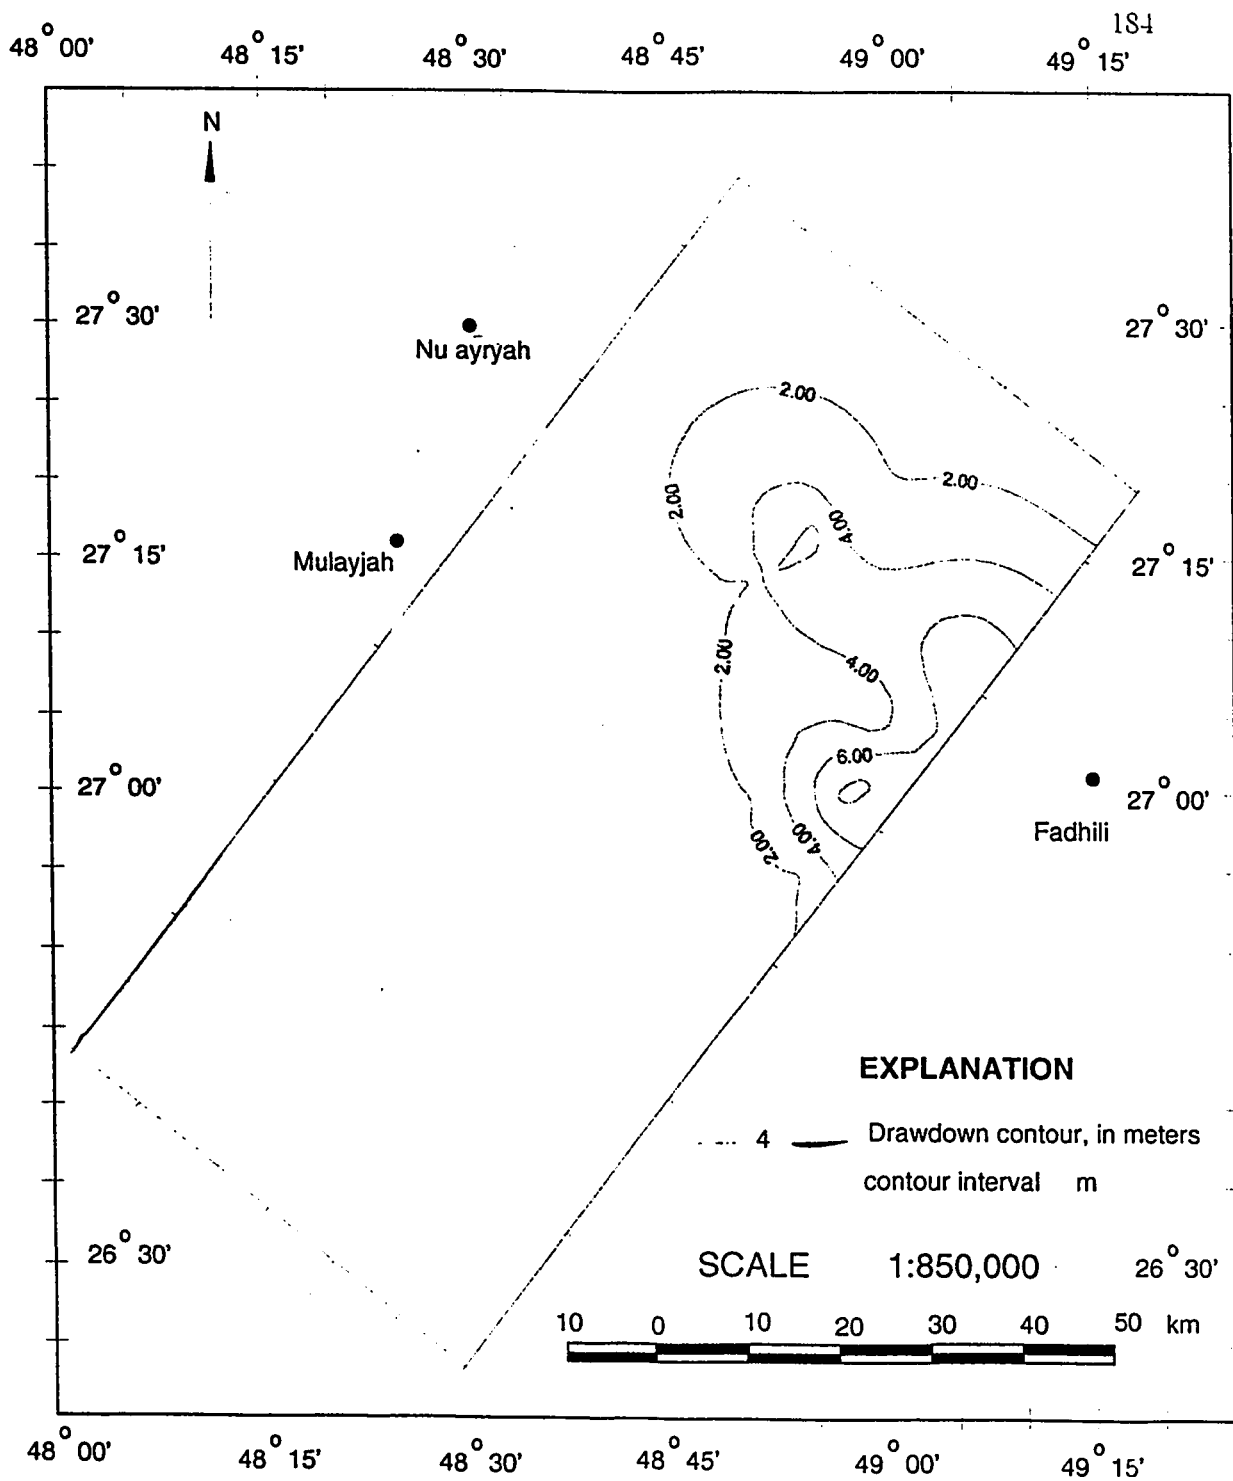 184
48° 00' 48° 15' 48° 30' 48° 45' 49° 00' 49° 15'
N
27° 30' 27° 30'
Nu ayryah
2.00
2.00
2.00
4.00
27° 15' 27° 15'
Mulayjah
2.00
4.00
6.00
27° 00' 27° 00'
Fadhili
2.00
4.00
EXPLANATION
4 Drawdown contour, in meters
contour interval m
26° 30' 26° 30'
SCALE 1:850,000
10 0 10 20 30 40 50 km
48° 00' 48° 15' 48° 30' 48° 45' 49° 00' 49° 15'